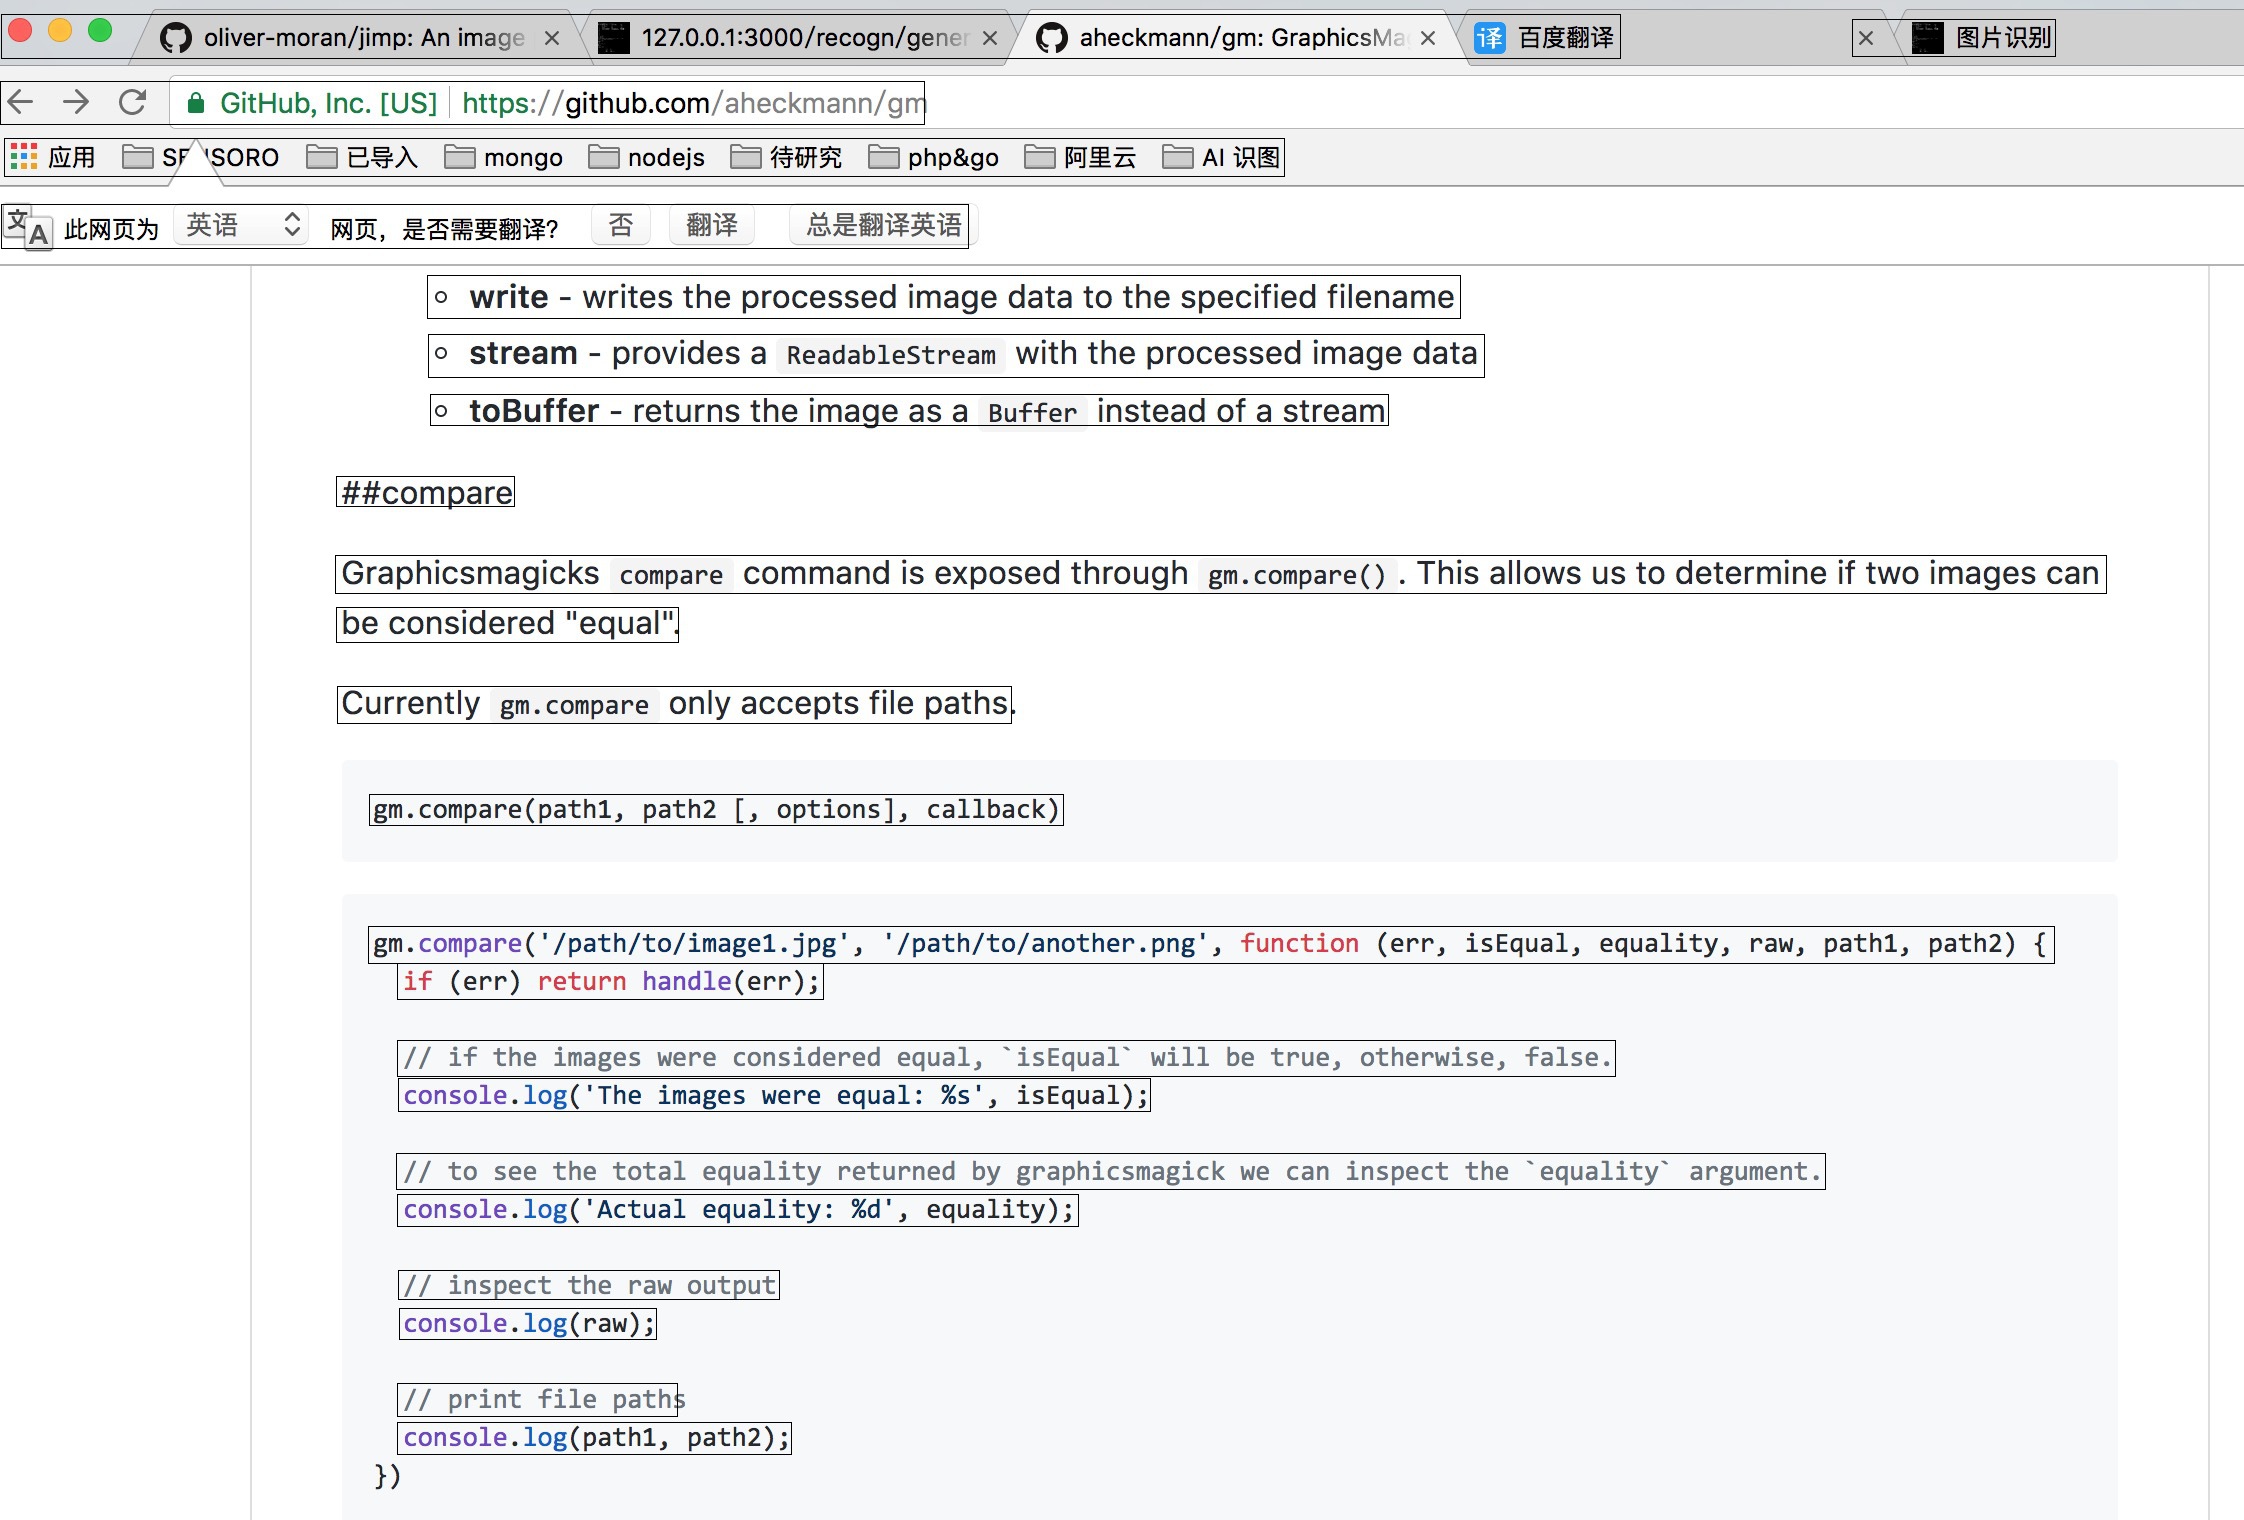 oliver-moran/jimp: An image × 127.0.0.1:3000/recogn/gener × aheckmann/gm: GraphicsMa × 译 百度翻译 × 图片识别
GitHub, Inc. [US] https://github.com/aheckmann/gm
应用 SENSORO 已导入 mongo nodejs 待研究 php&go 阿里云 AI 识图
文A 此网页为 英语 网页，是否需要翻译? 否 翻译 总是翻译英语
write - writes the processed image data to the specified filename
stream - provides a ReadableStream with the processed image data
toBuffer - returns the image as a Buffer instead of a stream
##compare
Graphicsmagicks compare command is exposed through gm.compare(). This allows us to determine if two images can
be considered "equal".
Currently gm.compare only accepts file paths.
gm.compare(path1, path2 [, options], callback)
gm.compare('/path/to/image1.jpg', '/path/to/another.png', function (err, isEqual, equality, raw, path1, path2) {
if (err) return handle(err);
// if the images were considered equal, `isEqual` will be true, otherwise, false.
console.log('The images were equal: %s', isEqual);
// to see the total equality returned by graphicsmagick we can inspect the `equality` argument.
console.log('Actual equality: %d', equality);
// inspect the raw output
console.log(raw);
// print file paths
console.log(path1, path2);
})